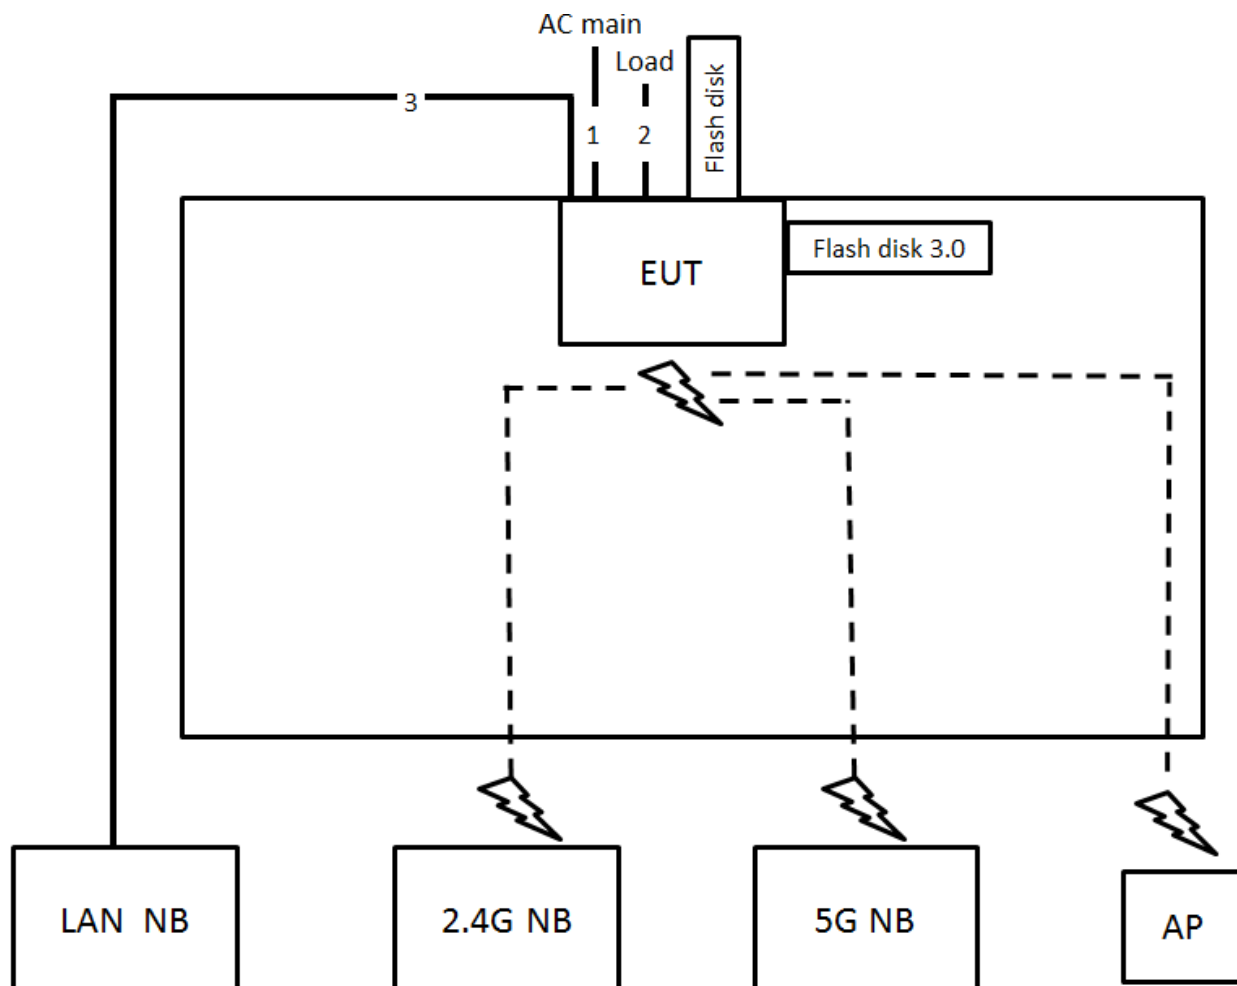 AC main
Load
Flash disk
3
1
2
EUT
Flash disk 3.0
LAN NB
2.4G NB
5G NB
AP